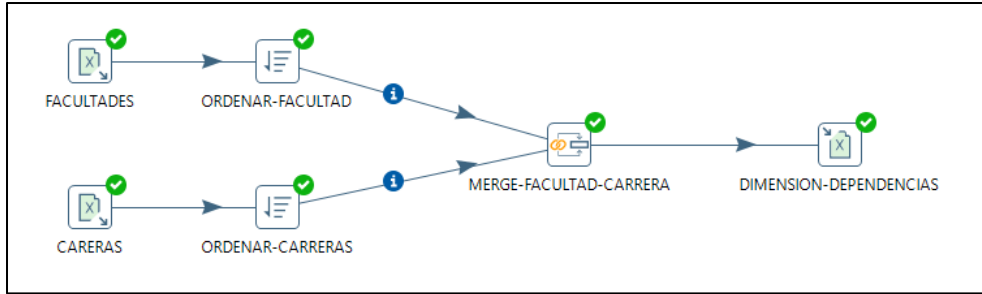 FACULTADES
ORDENAR-FACULTAD
MERGE-FACULTAD-CARRERA
DIMENSION-DEPENDENCIAS
CARERAS
ORDENAR-CARRERAS